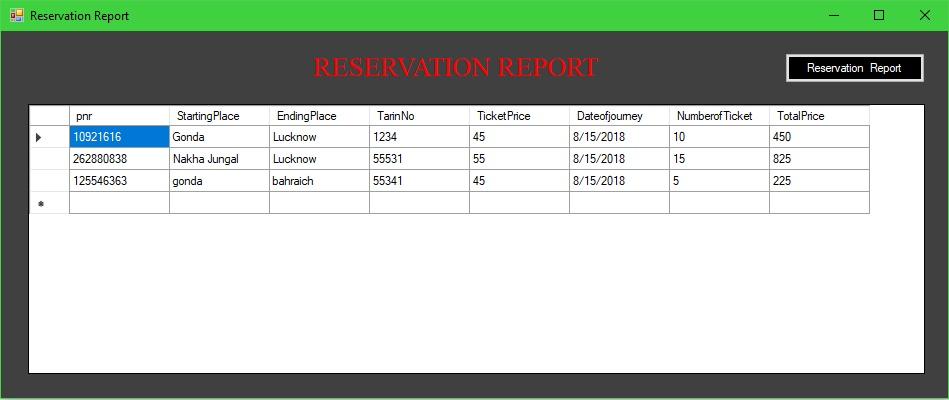 Reservation Report
RESERVATION REPORT
Reservation Report
pnr StartingPlace EndingPlace TarinNo TicketPrice Dateofjourney NumberofTicket TotalPrice
10921616 Gonda Lucknow 1234 45 8/15/2018 10 450
262880838 Nakha Jungal Lucknow 55531 55 8/15/2018 15 825
125546363 gonda bahraich 55341 45 8/15/2018 5 225